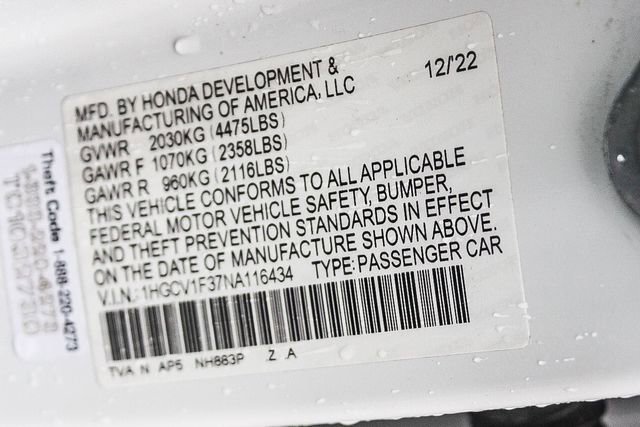 MFD. BY HONDA DEVELOPMENT & 12/'22
MANUFACTURING OF AMERICA, LLC
GVWR 2030KG (4475LBS)
GAWR F 1070KG (2358LBS)
GAWR R 960KG (2116LBS)
THIS VEHICLE CONFORMS TO ALL APPLICABLE
FEDERAL MOTOR VEHICLE SAFETY, BUMPER,
AND THEFT PREVENTION STANDARDS IN EFFECT
ON THE DATE OF MANUFACTURE SHOWN ABOVE.
V.I.N.: 1HGCV1F37NA116434 TYPE: PASSENGER CAR
TVA N AP5 NH883P Z A
Theft Code 1-888-220-4273